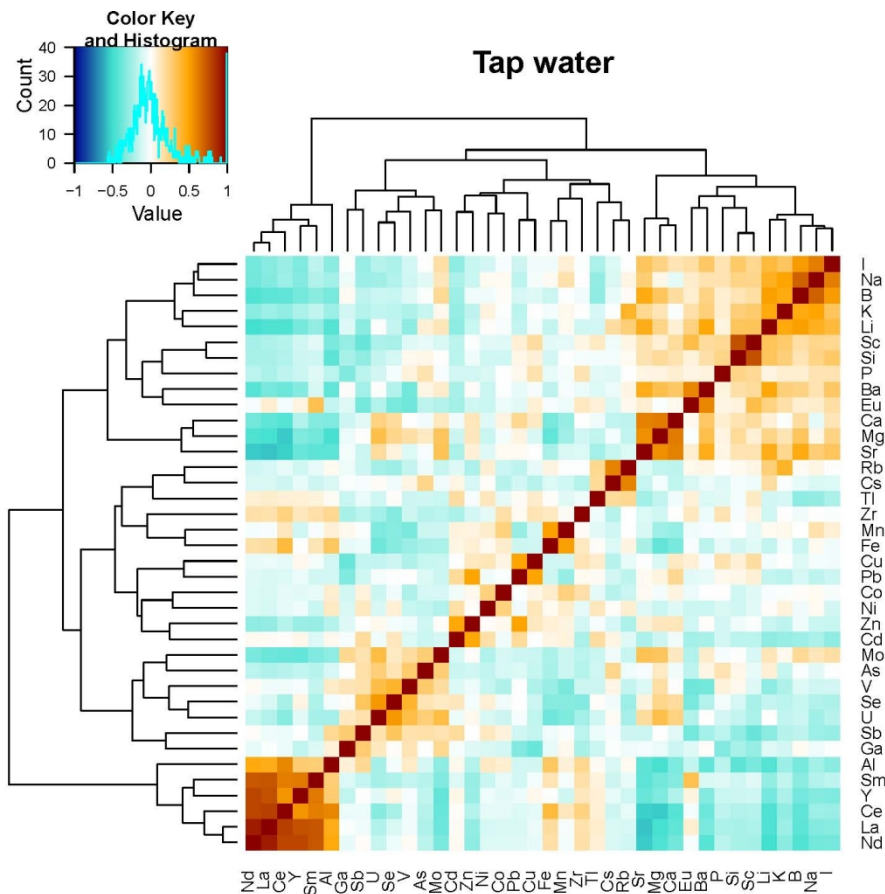 Color Key
and Histogram
Tap water
Count
40
30
20
10
0
−1
−0.5
0
0.5
1
Value
I
Na
B
K
Li
Sc
Si
P
Ba
Eu
Ca
Mg
Sr
Rb
Cs
Tl
Zr
Mn
Fe
Cu
Pb
Co
Ni
Zn
Cd
Mo
As
V
Se
U
Sb
Ga
Al
Sm
Y
Ce
La
Nd
Nd La Ce Y Sm Al Ga Sb U Se V As Mo Cd Zn Ni Co Pb Cu Fe Mn Zr Tl Cs Rb Sr Mg Ca Eu Ba P Si Sc Li K B Na I